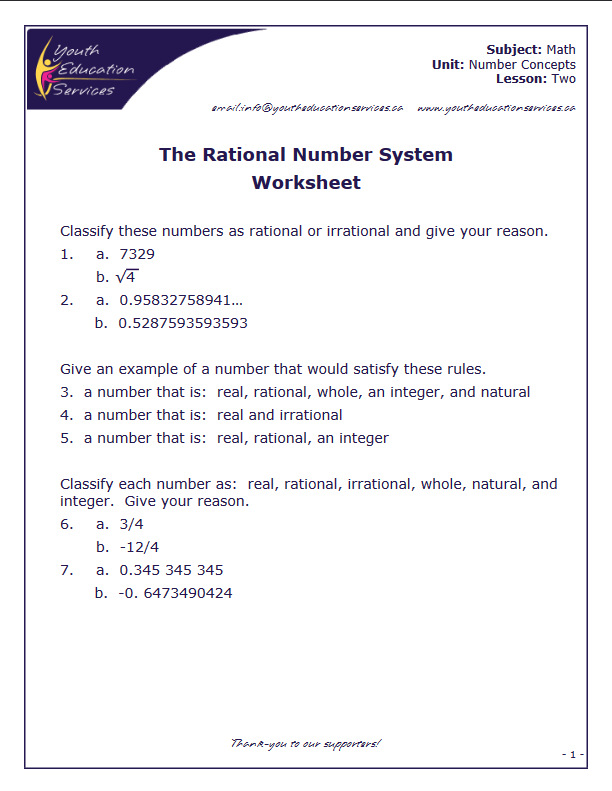 Youth
Education
Services
Subject: Math
Unit: Number Concepts
Lesson: Two
email:info@youtheducationservices.ca www.youtheducationservices.ca
The Rational Number System
Worksheet
Classify these numbers as rational or irrational and give your reason.
1. a. 7329
b. √4
2. a. 0.95832758941...
b. 0.5287593593593
Give an example of a number that would satisfy these rules.
3. a number that is: real, rational, whole, an integer, and natural
4. a number that is: real and irrational
5. a number that is: real, rational, an integer
Classify each number as: real, rational, irrational, whole, natural, and
integer. Give your reason.
6. a. 3/4
b. -12/4
7. a. 0.345 345 345
b. -0. 6473490424
Thank-you to our supporters!
- 1 -